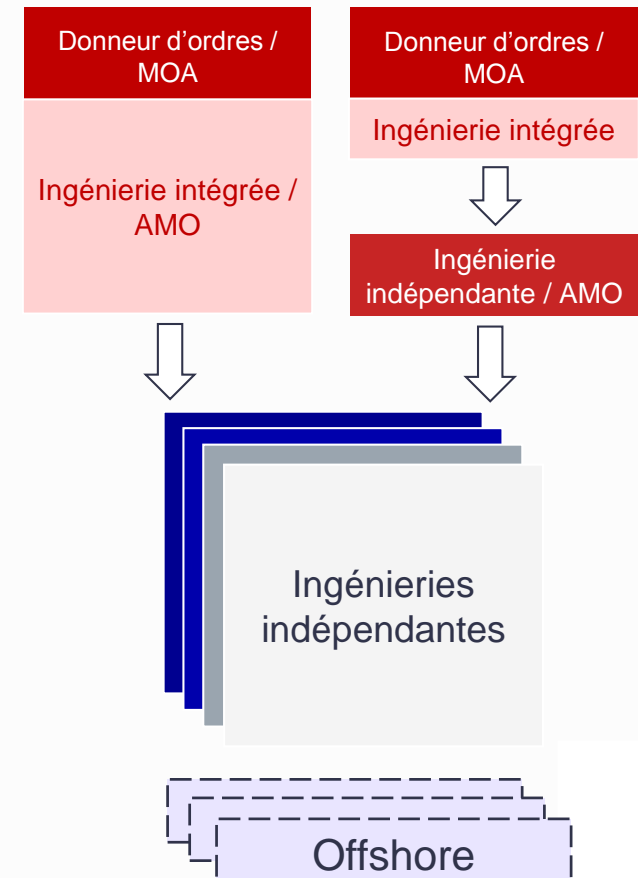 Donneur d'ordres /
MOA
Ingénierie intégrée /
AMO
Donneur d'ordres /
MOA
Ingénierie intégrée
Ingénierie
indépendante / AMO
Ingénieries
indépendantes
Offshore